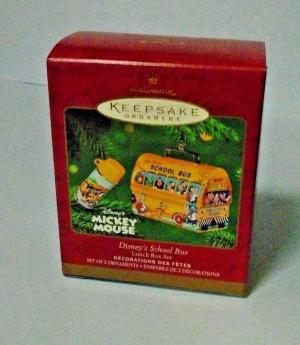 Hallmark
KEEPSAKE
ORNAMENT
SCHOOL BUS
Disney's
MICKEY
MOUSE
Disney's School Bus
Lunch Box Set
DÉCORATIONS DES FÊTES
SET OF 2 ORNAMENTS • ENSEMBLE DE 2 DÉCORATIONS